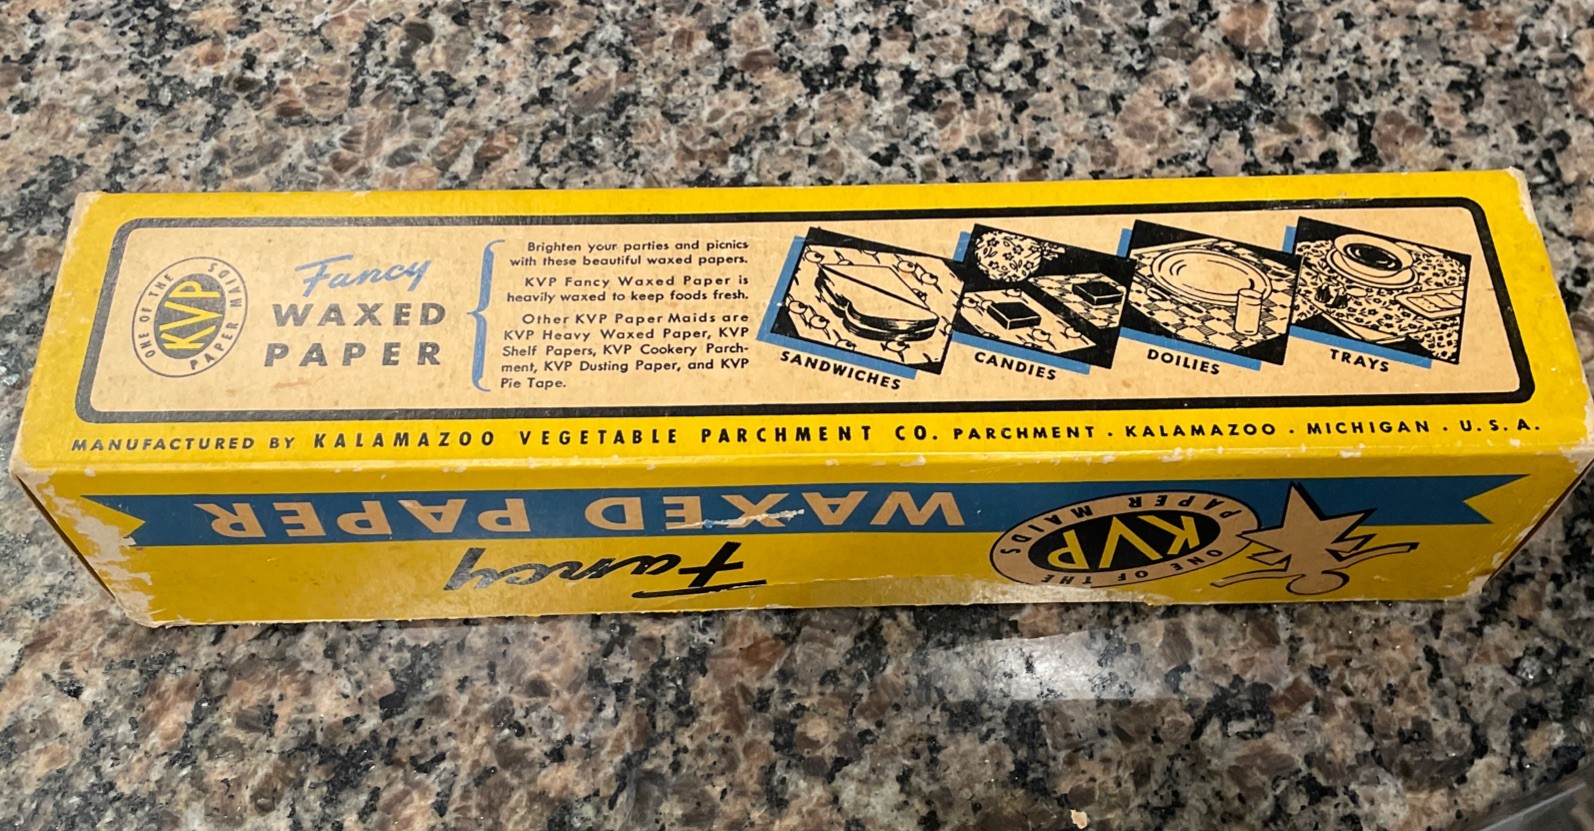 ONE OF THE
KVP
PAPER MAIDS
Fancy
WAXED
PAPER
Brighten your parties and picnics
with these beautiful waxed papers.
KVP Fancy Waxed Paper is
heavily waxed to keep foods fresh.
Other KVP Paper Maids are
KVP Heavy Waxed Paper, KVP
Shelf Papers, KVP Cookery Parch-
ment, KVP Dusting Paper, and KVP
Pie Tape.
SANDWICHES
CANDIES
DOILIES
TRAYS
MANUFACTURED BY KALAMAZOO VEGETABLE PARCHMENT CO. PARCHMENT · KALAMAZOO · MICHIGAN · U.S.A.
ONE OF THE
KVP
PAPER MAIDS
Fancy
WAXED PAPER